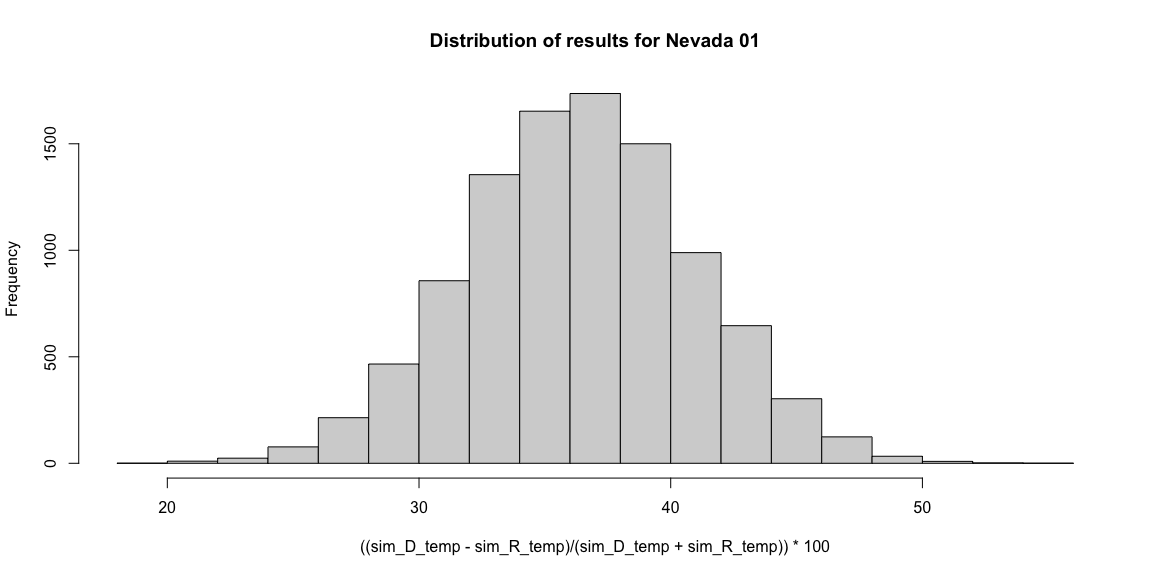 Distribution of results for Nevada 01
Frequency
1500
1000
500
0
20 30 40 50
((sim_D_temp - sim_R_temp)/(sim_D_temp + sim_R_temp)) * 100